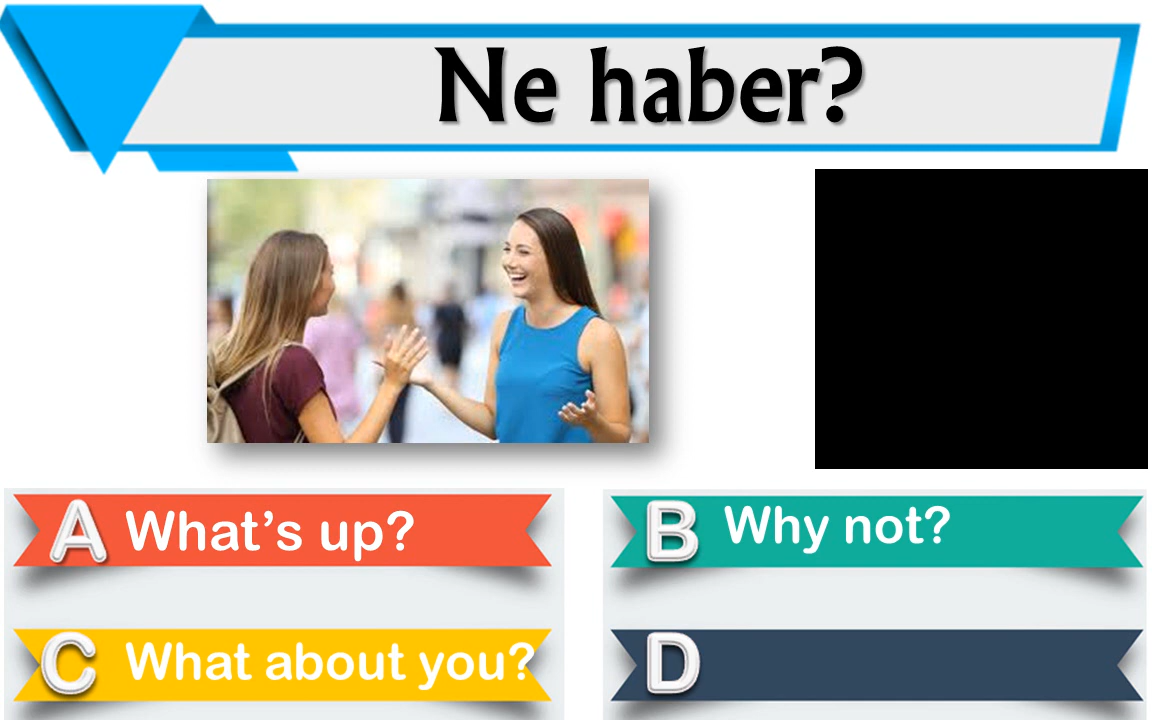 Ne haber?
A What’s up?
B Why not?
C What about you?
D